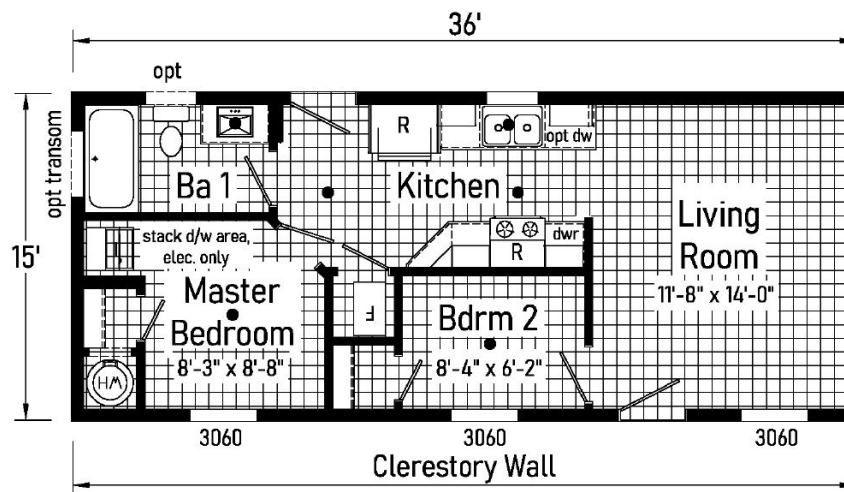 36'
opt
opt transom
15'
R
opt dw
Ba 1
Kitchen
stack d/w area,
elec. only
R
dwr
Living
Room
11'-8" x 14'-0"
Master
Bedroom
8'-3" x 8'-8"
F
Bdrm 2
8'-4" x 6'-2"
HW
3060
3060
3060
Clerestory Wall